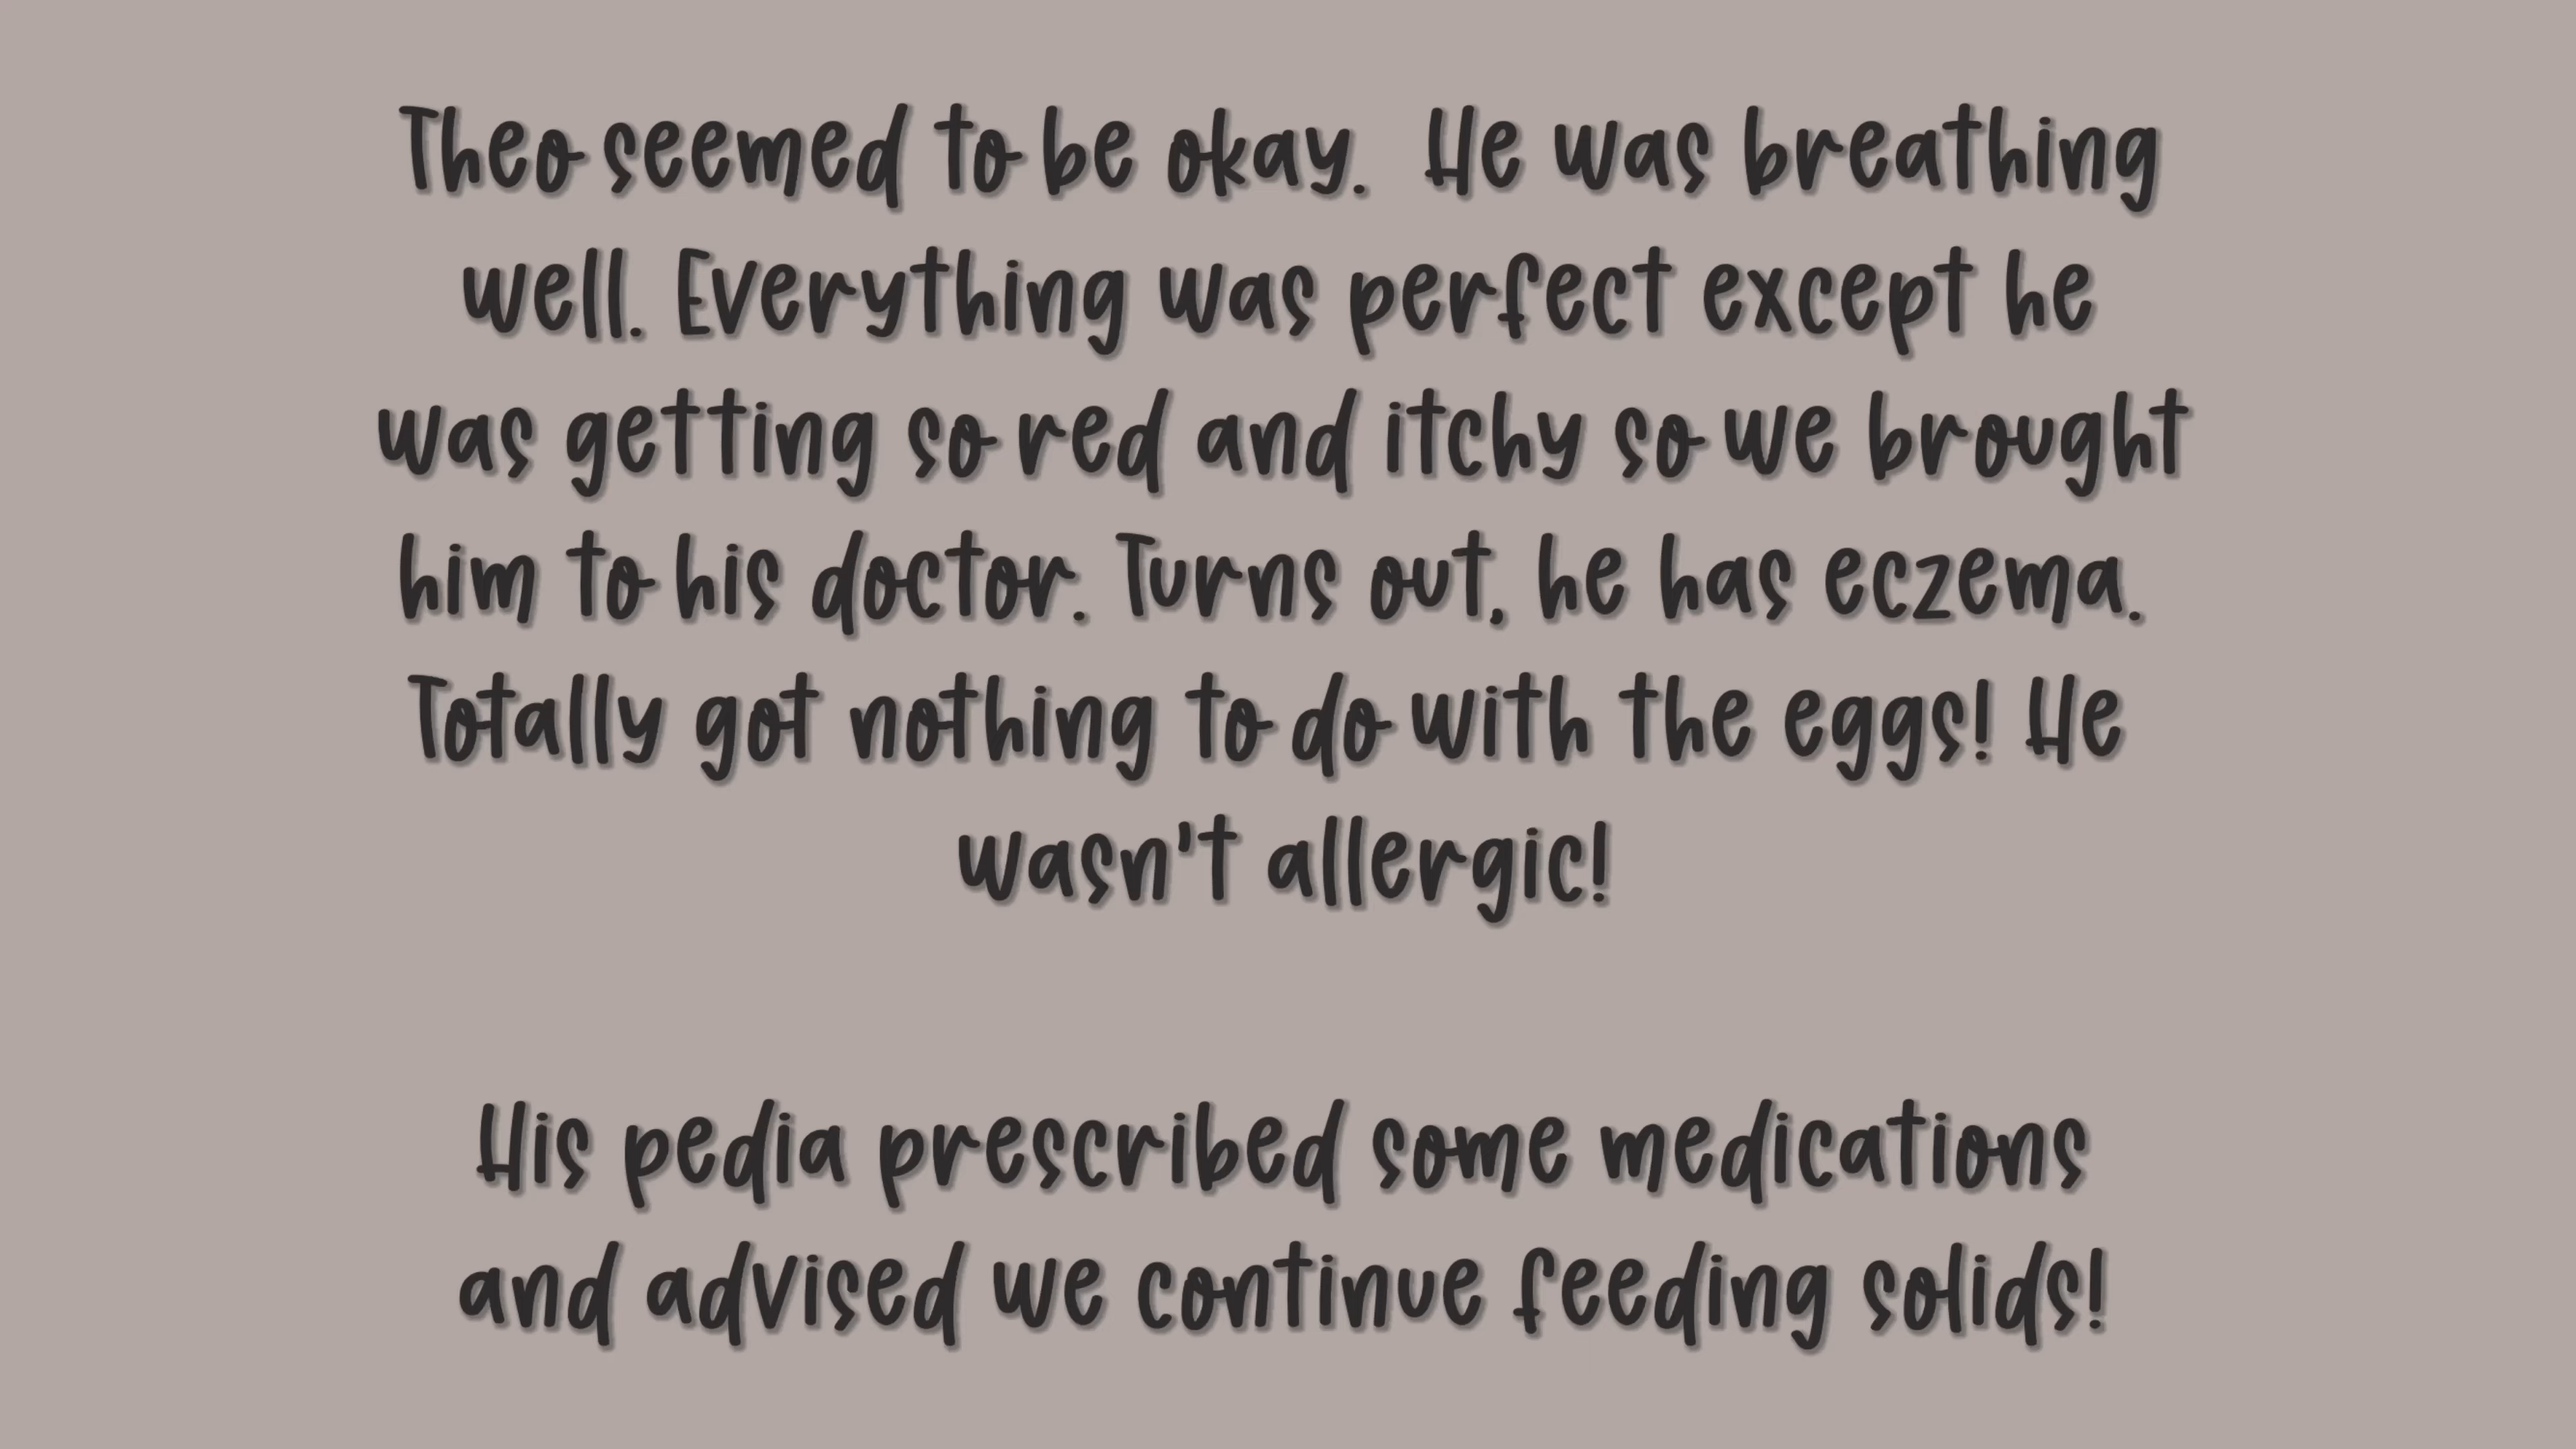 Theo seemed to be okay.  He was breathing
well. Everything was perfect except he
was getting so red and itchy so we brought
him to his doctor. Turns out, he has eczema.
Totally got nothing to do with the eggs! He
wasn't allergic!
His pedia prescribed some medications
and advised we continue feeding solids!